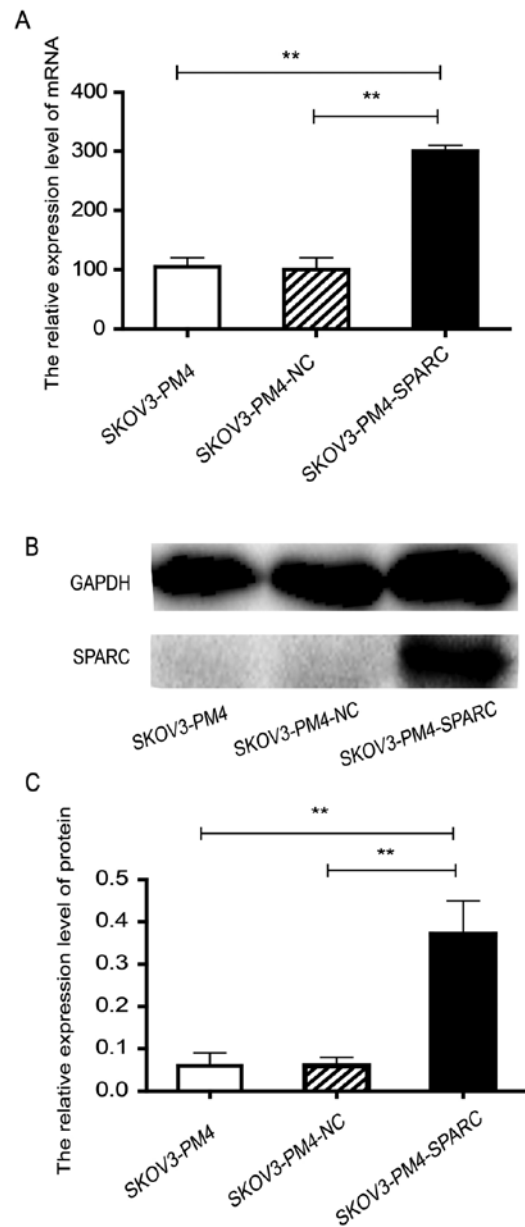 A
The relative expression level of mRNA
**
**
400
300
200
100
0
SKOV3-PM4
SKOV3-PM4-NC
SKOV3-PM4-SPARC
B
GAPDH
SPARC
SKOV3-PM4
SKOV3-PM4-NC
SKOV3-PM4-SPARC
C
The relative expression level of protein
**
**
0.5
0.4
0.3
0.2
0.1
0.0
SKOV3-PM4
SKOV3-PM4-NC
SKOV3-PM4-SPARC